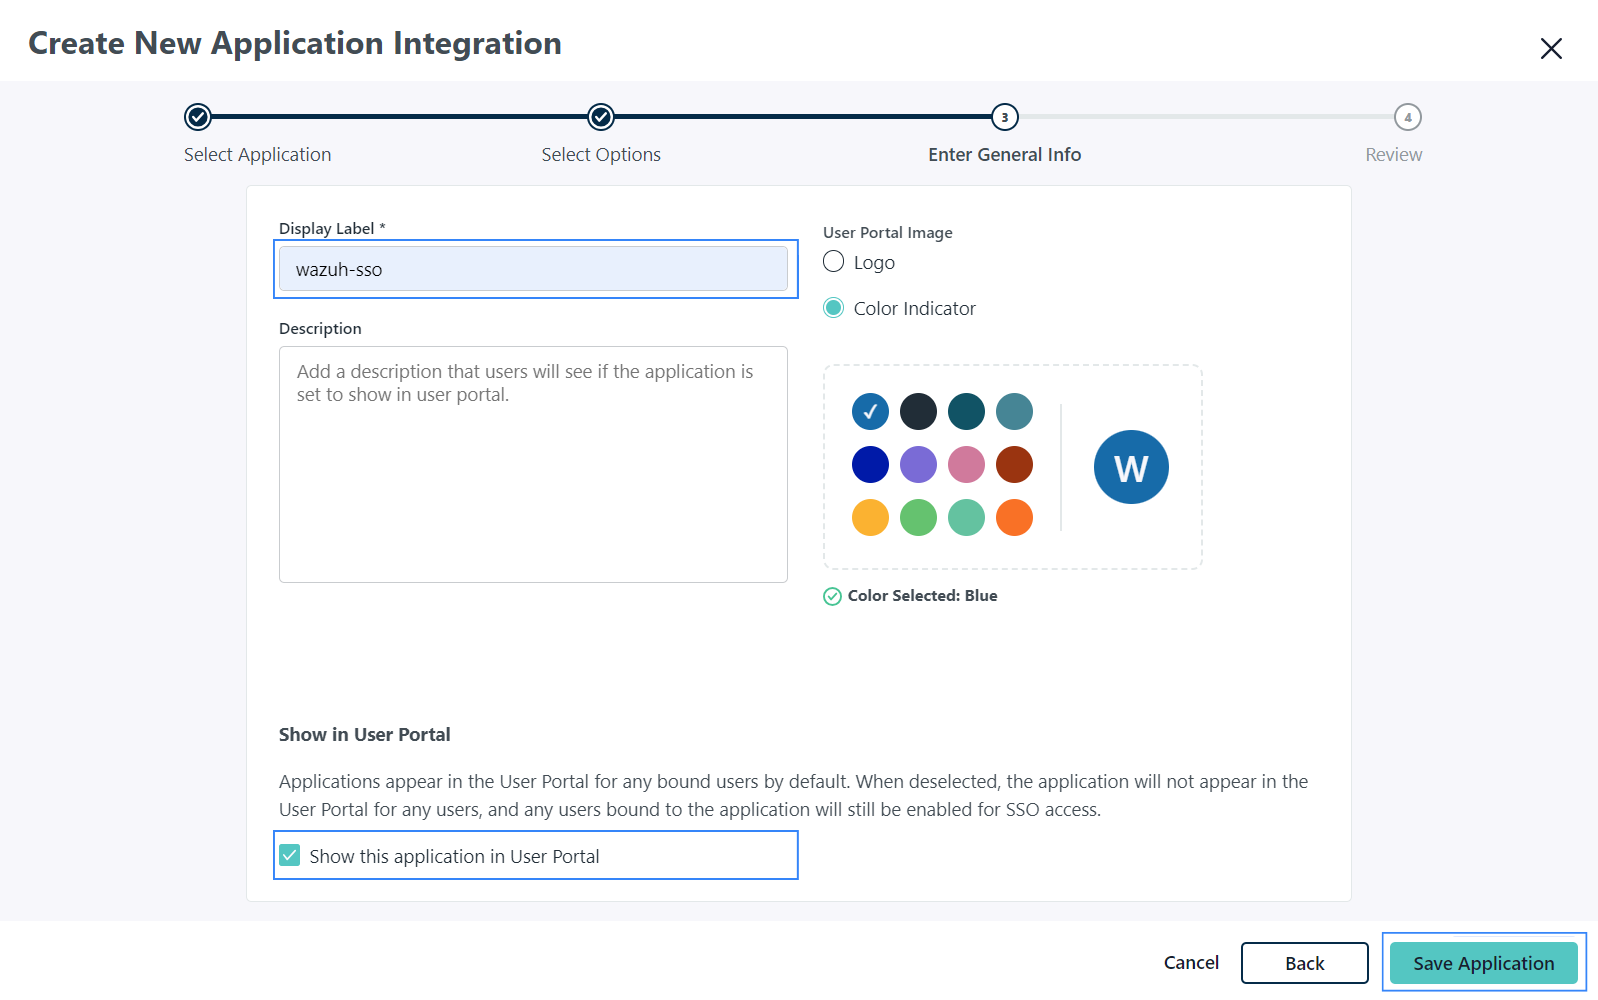 Create New Application Integration
3
4
Select Application
Select Options
Enter General Info
Review
Display Label *
wazuh-sso
Description
Add a description that users will see if the application is
set to show in user portal.
User Portal Image
Logo
Color Indicator
W
Color Selected: Blue
Show in User Portal
Applications appear in the User Portal for any bound users by default. When deselected, the application will not appear in the
User Portal for any users, and any users bound to the application will still be enabled for SSO access.
Show this application in User Portal
Cancel
Back
Save Application